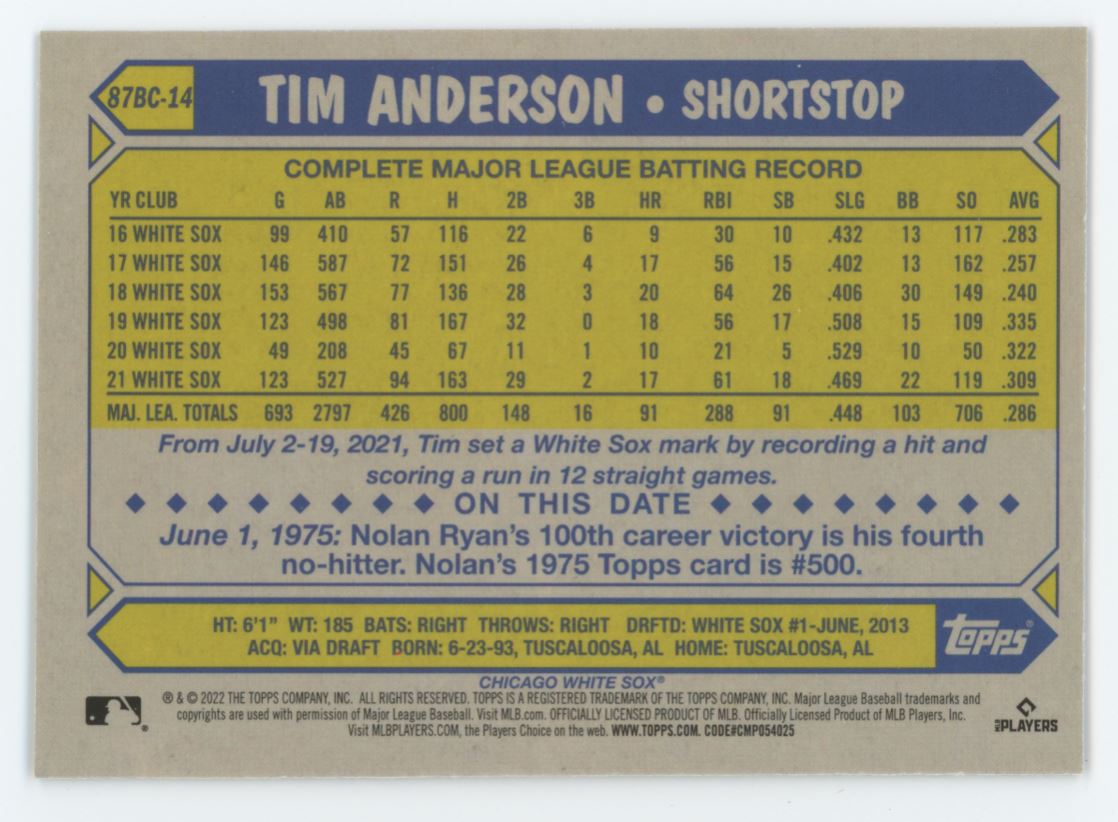 87BC-14 TIM ANDERSON • SHORTSTOP
COMPLETE MAJOR LEAGUE BATTING RECORD
YR CLUB G AB R H 2B 3B HR RBI SB SLG BB SO AVG
16 WHITE SOX 99 410 57 116 22 6 9 30 10 .432 13 117 .283
17 WHITE SOX 146 587 72 151 26 4 17 56 15 .402 13 162 .257
18 WHITE SOX 153 567 77 136 28 3 20 64 26 .406 30 149 .240
19 WHITE SOX 123 498 81 167 32 0 18 56 17 .508 15 109 .335
20 WHITE SOX 49 208 45 67 11 1 10 21 5 .529 10 50 .322
21 WHITE SOX 123 527 94 163 29 2 17 61 18 .469 22 119 .309
MAJ. LEA. TOTALS 693 2797 426 800 148 16 91 288 91 .448 103 706 .286
From July 2-19, 2021, Tim set a White Sox mark by recording a hit and
scoring a run in 12 straight games.
◆ ◆ ◆ ◆ ◆ ◆ ◆ ◆ ON THIS DATE ◆ ◆ ◆ ◆ ◆ ◆ ◆ ◆
June 1, 1975: Nolan Ryan's 100th career victory is his fourth
no-hitter. Nolan's 1975 Topps card is #500.
HT: 6'1" WT: 185 BATS: RIGHT THROWS: RIGHT DRFTD: WHITE SOX #1-JUNE, 2013
ACQ: VIA DRAFT BORN: 6-23-93, TUSCALOOSA, AL HOME: TUSCALOOSA, AL
topps®
CHICAGO WHITE SOX®
® & © 2022 THE TOPPS COMPANY, INC. ALL RIGHTS RESERVED. TOPPS IS A REGISTERED TRADEMARK OF THE TOPPS COMPANY, INC. Major League Baseball trademarks and
copyrights are used with permission of Major League Baseball. Visit MLB.com. OFFICIALLY LICENSED PRODUCT OF MLB. Officially Licensed Product of MLB Players, Inc.
Visit MLBPLAYERS.COM, the Players Choice on the web. WWW.TOPPS.COM. CODE#CMP054025
MLB PLAYERS